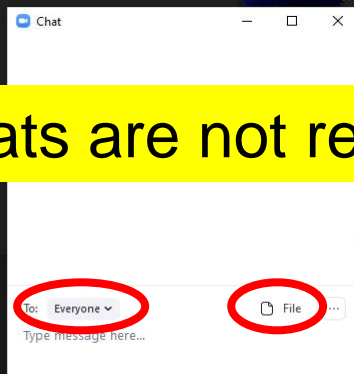 Chat
ats are not re
To: Everyone
File
Type message here...